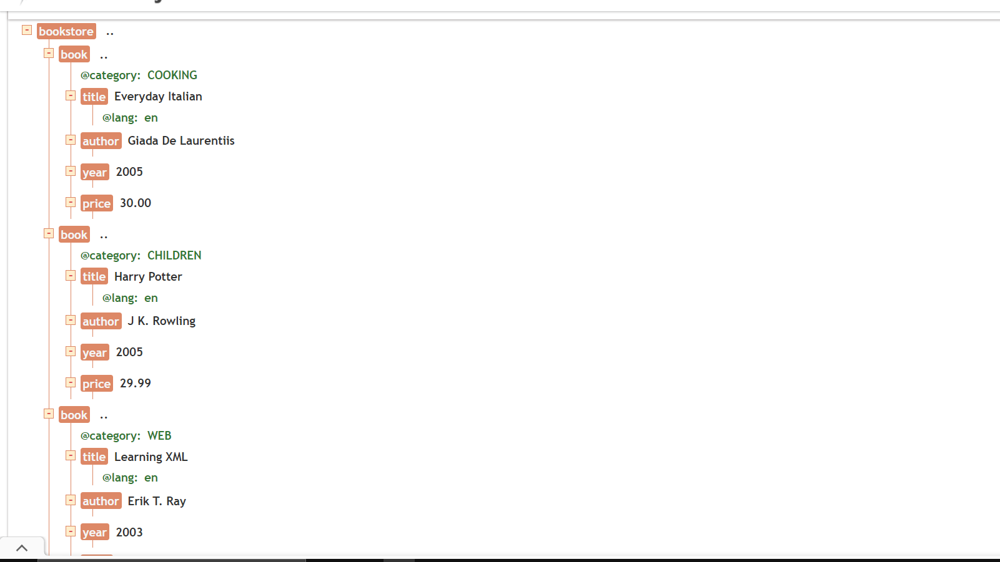 - bookstore ..
- book ..
@category: COOKING
- title Everyday Italian
@lang: en
- author Giada De Laurentiis
- year 2005
- price 30.00
- book ..
@category: CHILDREN
- title Harry Potter
@lang: en
- author J K. Rowling
- year 2005
- price 29.99
- book ..
@category: WEB
- title Learning XML
@lang: en
- author Erik T. Ray
- year 2003